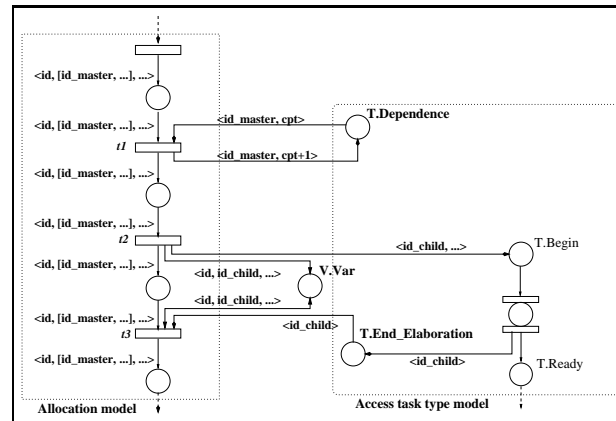 <id, [id_master, ...], ...>
<id, [id_master, ...], ...>
<id_master, cpt>
T.Dependence
t1
<id_master, cpt+1>
<id, [id_master, ...], ...>
<id, [id_master, ...], ...>
t2
<id_child, ...>
T.Begin
<id, [id_master, ...], ...>
<id, id_child, ...>
V.Var
<id, id_child, ...>
<id, [id_master, ...], ...>
t3
<id_child>
T.End_Elaboration
<id, [id_master, ...], ...>
<id_child>
T.Ready
Allocation model
Access task type model